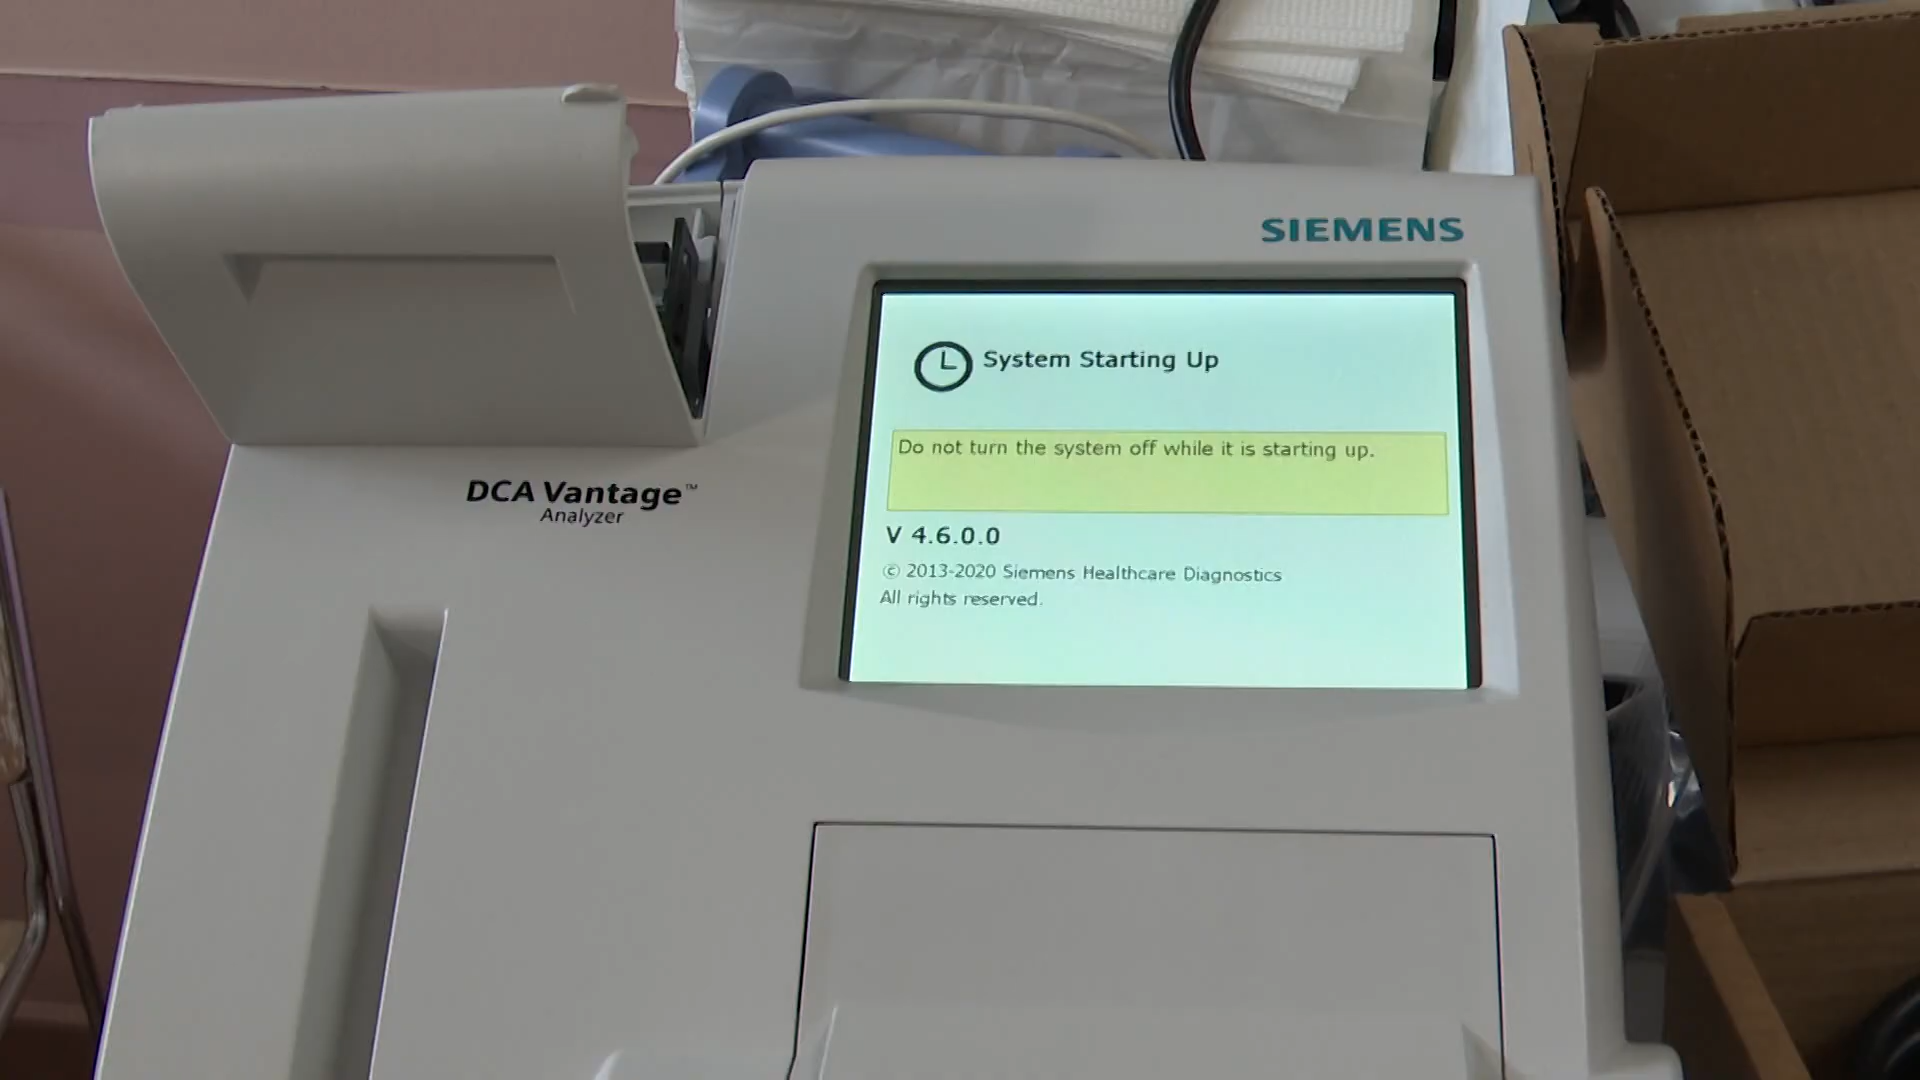 SIEMENS
System Starting Up
Do not turn the system off while it is starting up.
DCA Vantage™
Analyzer
V 4.6.0.0
© 2013-2020 Siemens Healthcare Diagnostics
All rights reserved.